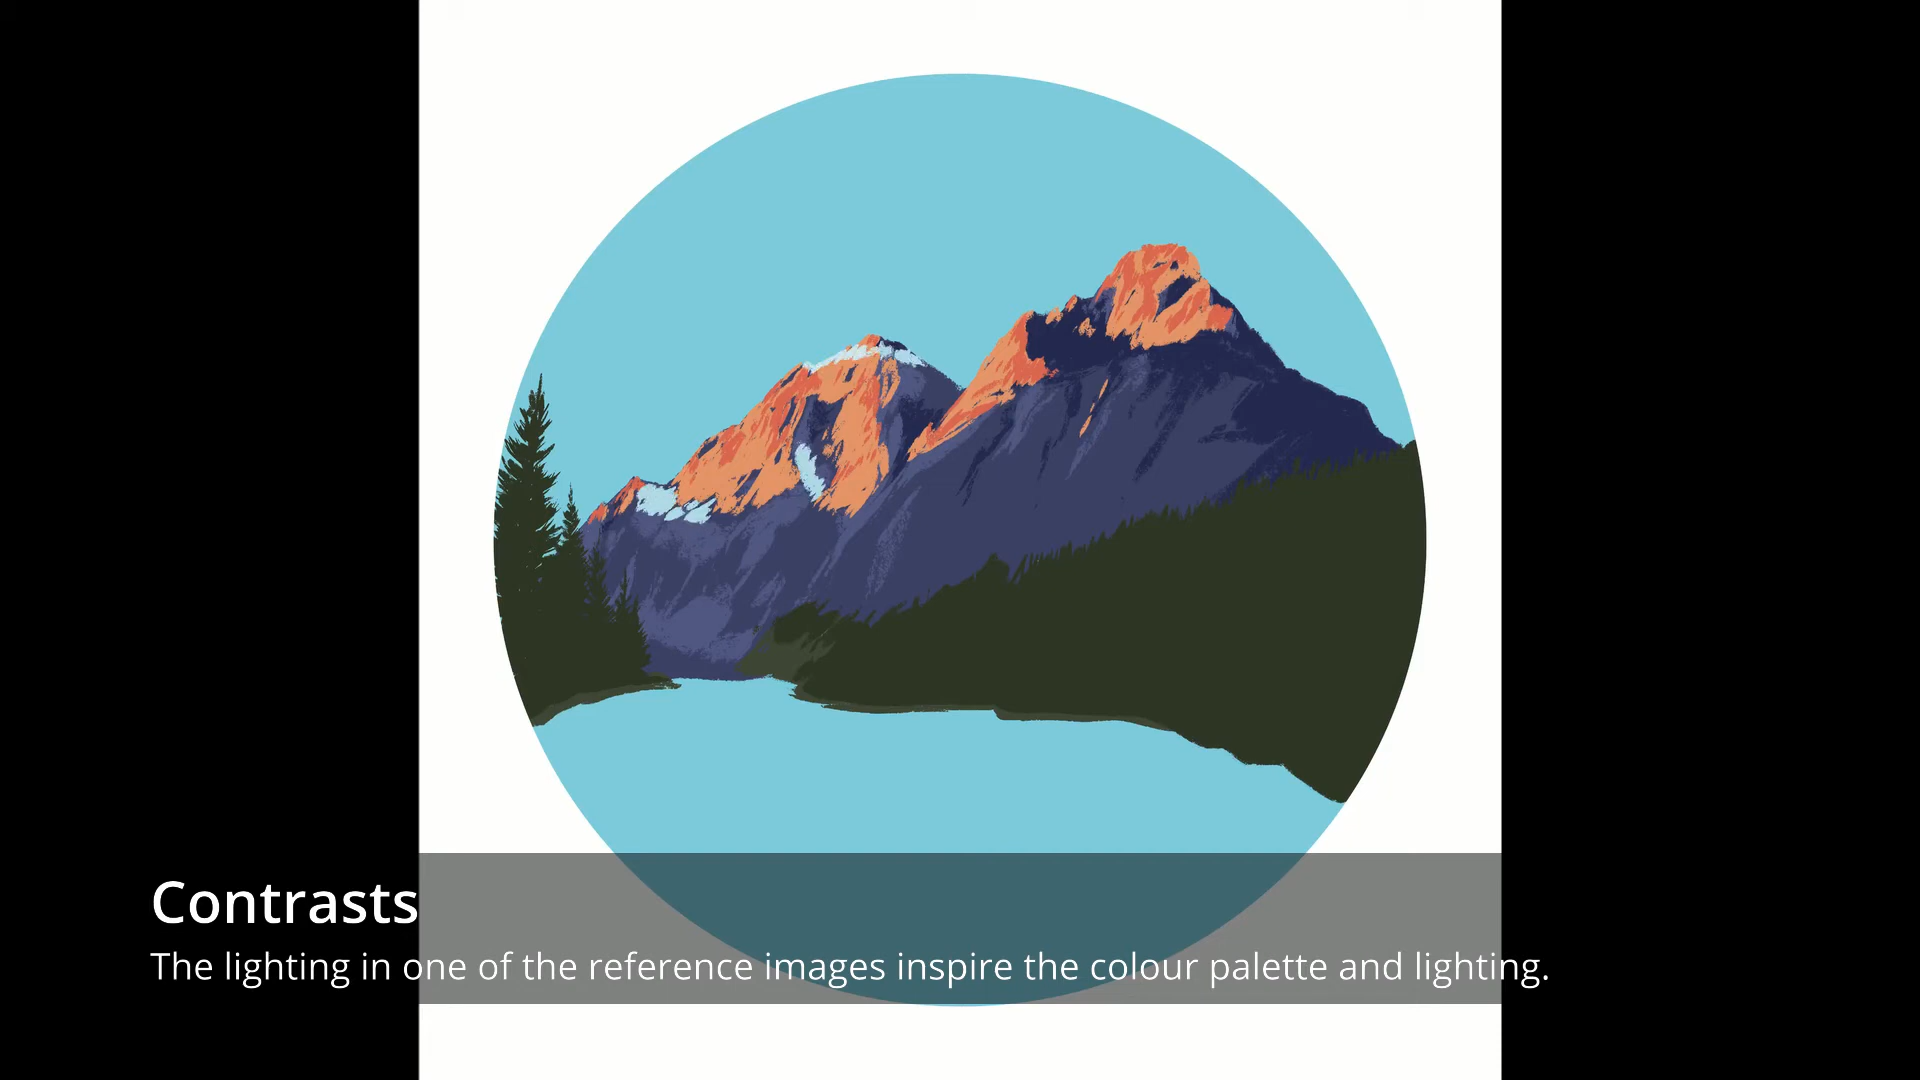 Contrasts
The lighting in one of the reference images inspire the colour palette and lighting.